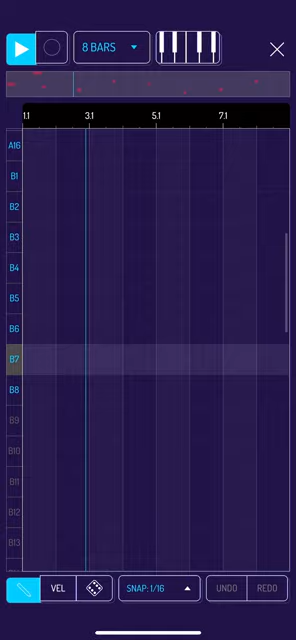 8 BARS
1.1 3.1 5.1 7.1
A16
B1
B2
B3
B4
B5
B6
B7
B8
B9
B10
B11
B12
B13
VEL SNAP: 1/16 UNDO REDO